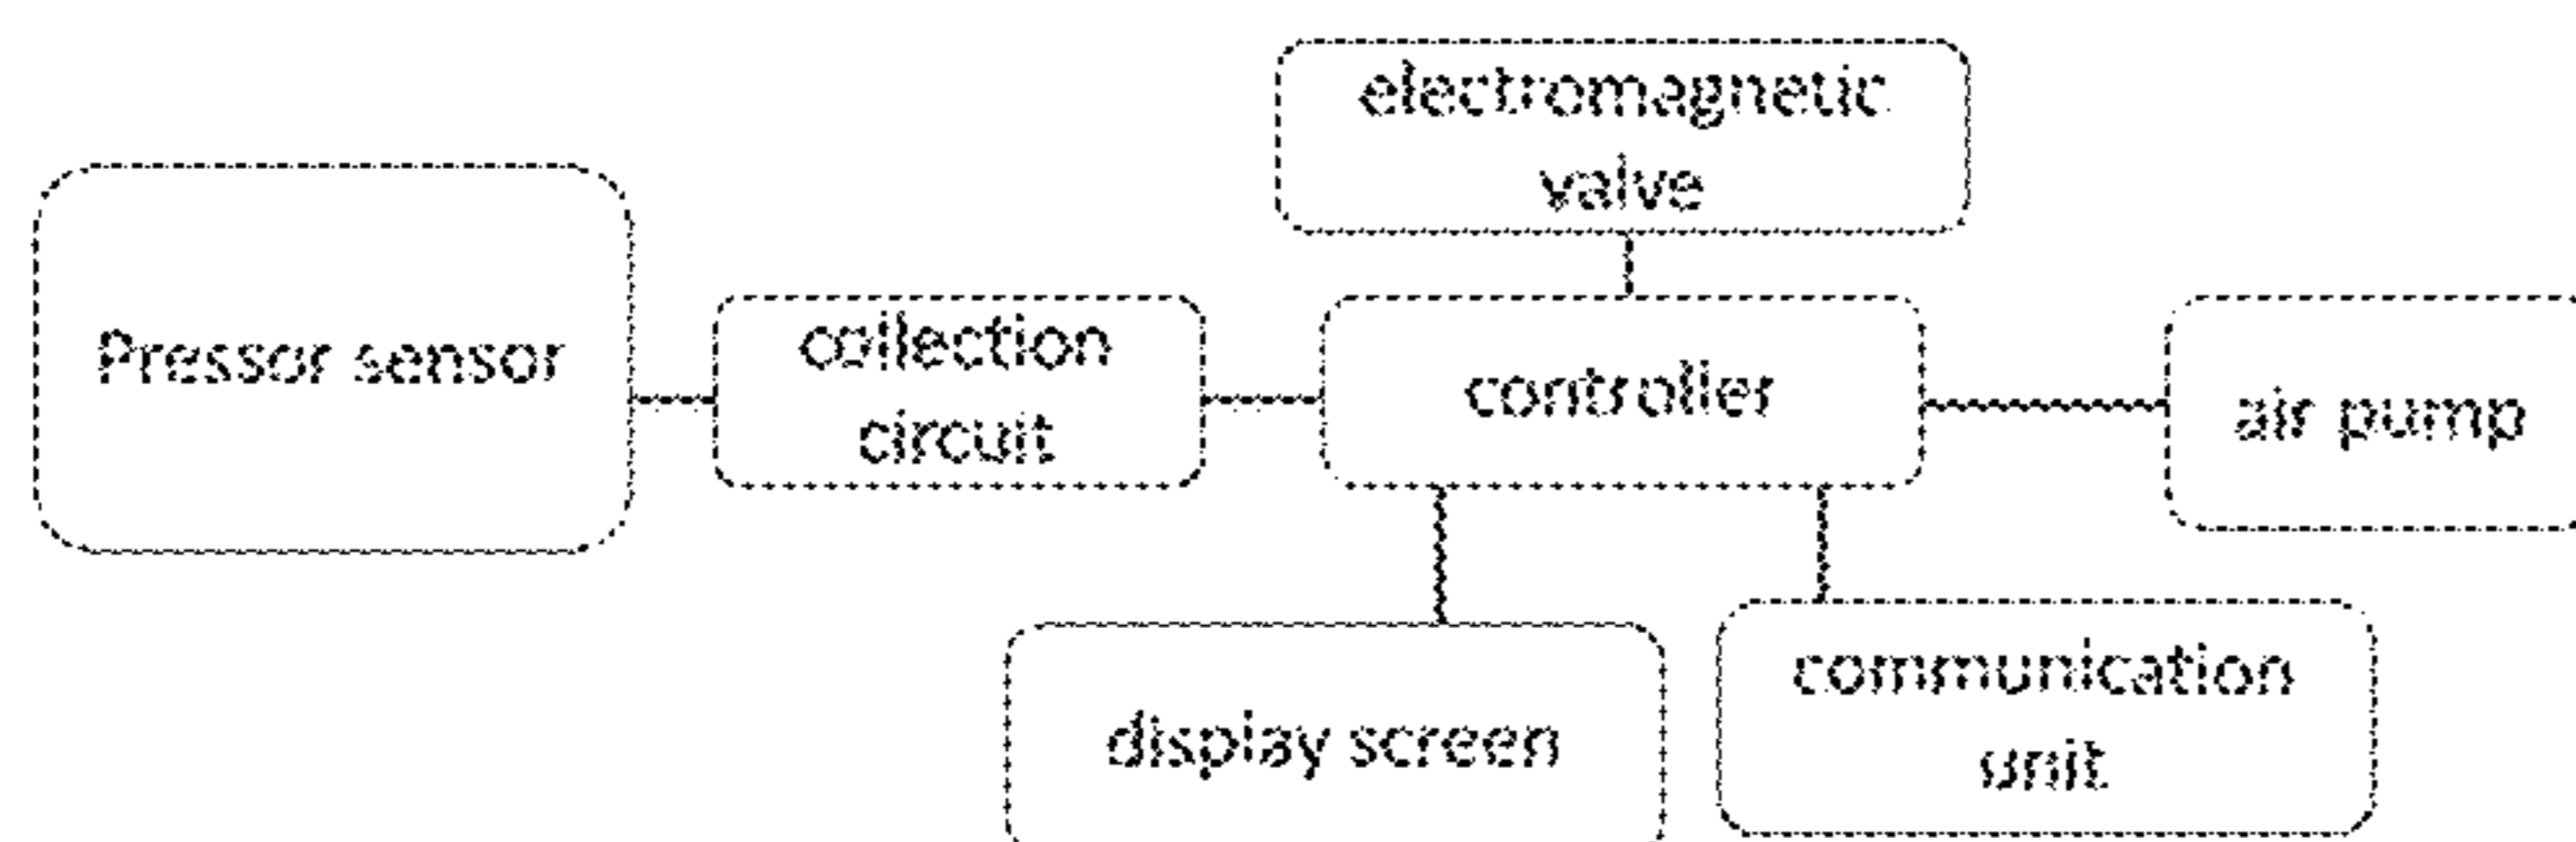 electromagnetic
valve
Pressor sensor
collection
circuit
controller
air pump
display screen
communication
unit